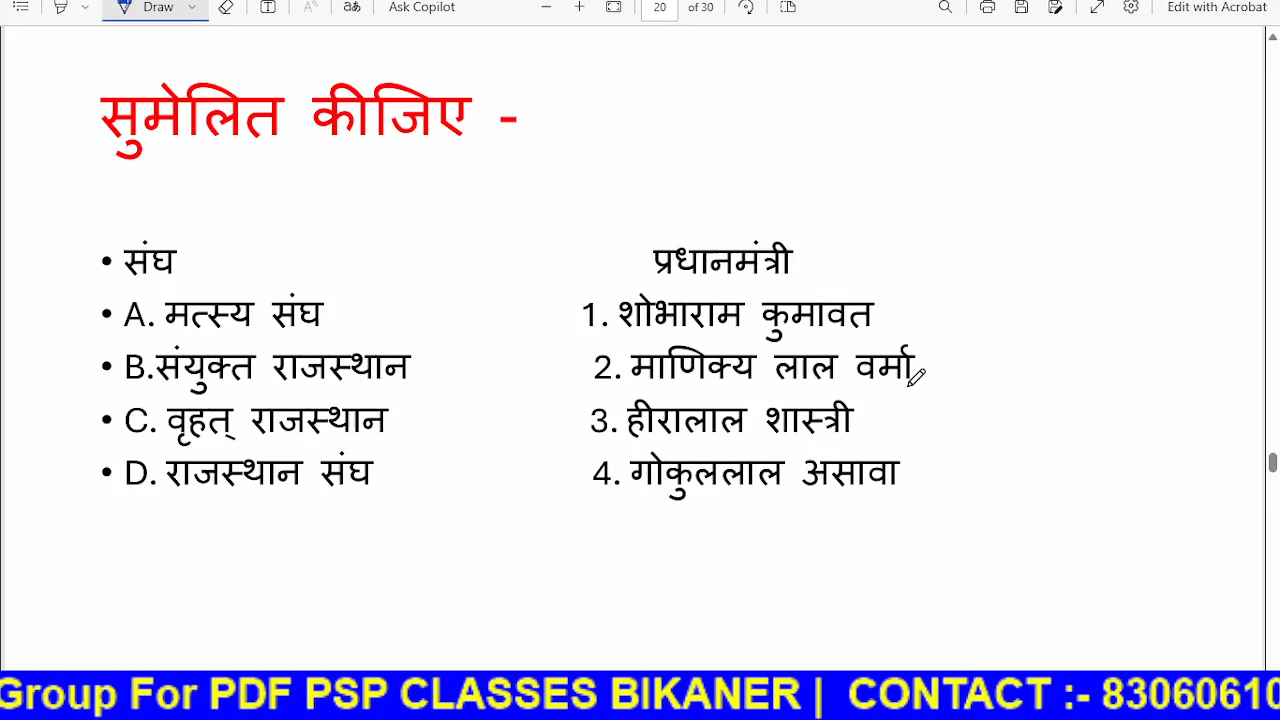 Draw Ask Copilot 20 of 30 Edit with Acrobat
सुमेलित कीजिए -
• संघ प्रधानमंत्री
• A. मत्स्य संघ 1. शोभाराम कुमावत
• B.संयुक्त राजस्थान 2. माणिक्य लाल वर्मा
• C. वृहत् राजस्थान 3. हीरालाल शास्त्री
• D. राजस्थान संघ 4. गोकुललाल असावा
Group For PDF PSP CLASSES BIKANER | CONTACT :- 83060610